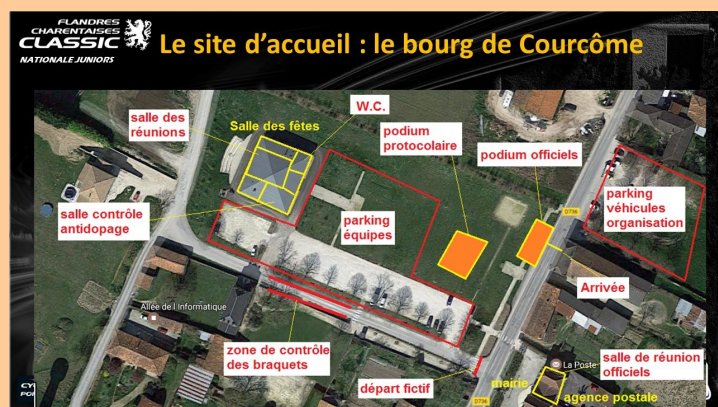 FLANDRES
CHARENTAISES
CLASSIC
NATIONALE JUNIORS
Le site d'accueil : le bourg de Courcôme
W.C.
salle des
réunions
Salle des fêtes
podium
protocolaire
podium officiels
D736
parking
véhicules
organisation
salle contrôle
antidopage
parking
équipes
Arrivée
Allée de l'Informatique
zone de contrôle
des braquets
départ fictif
La Poste
salle de réunion
officiels
mairie
agence postale
D736